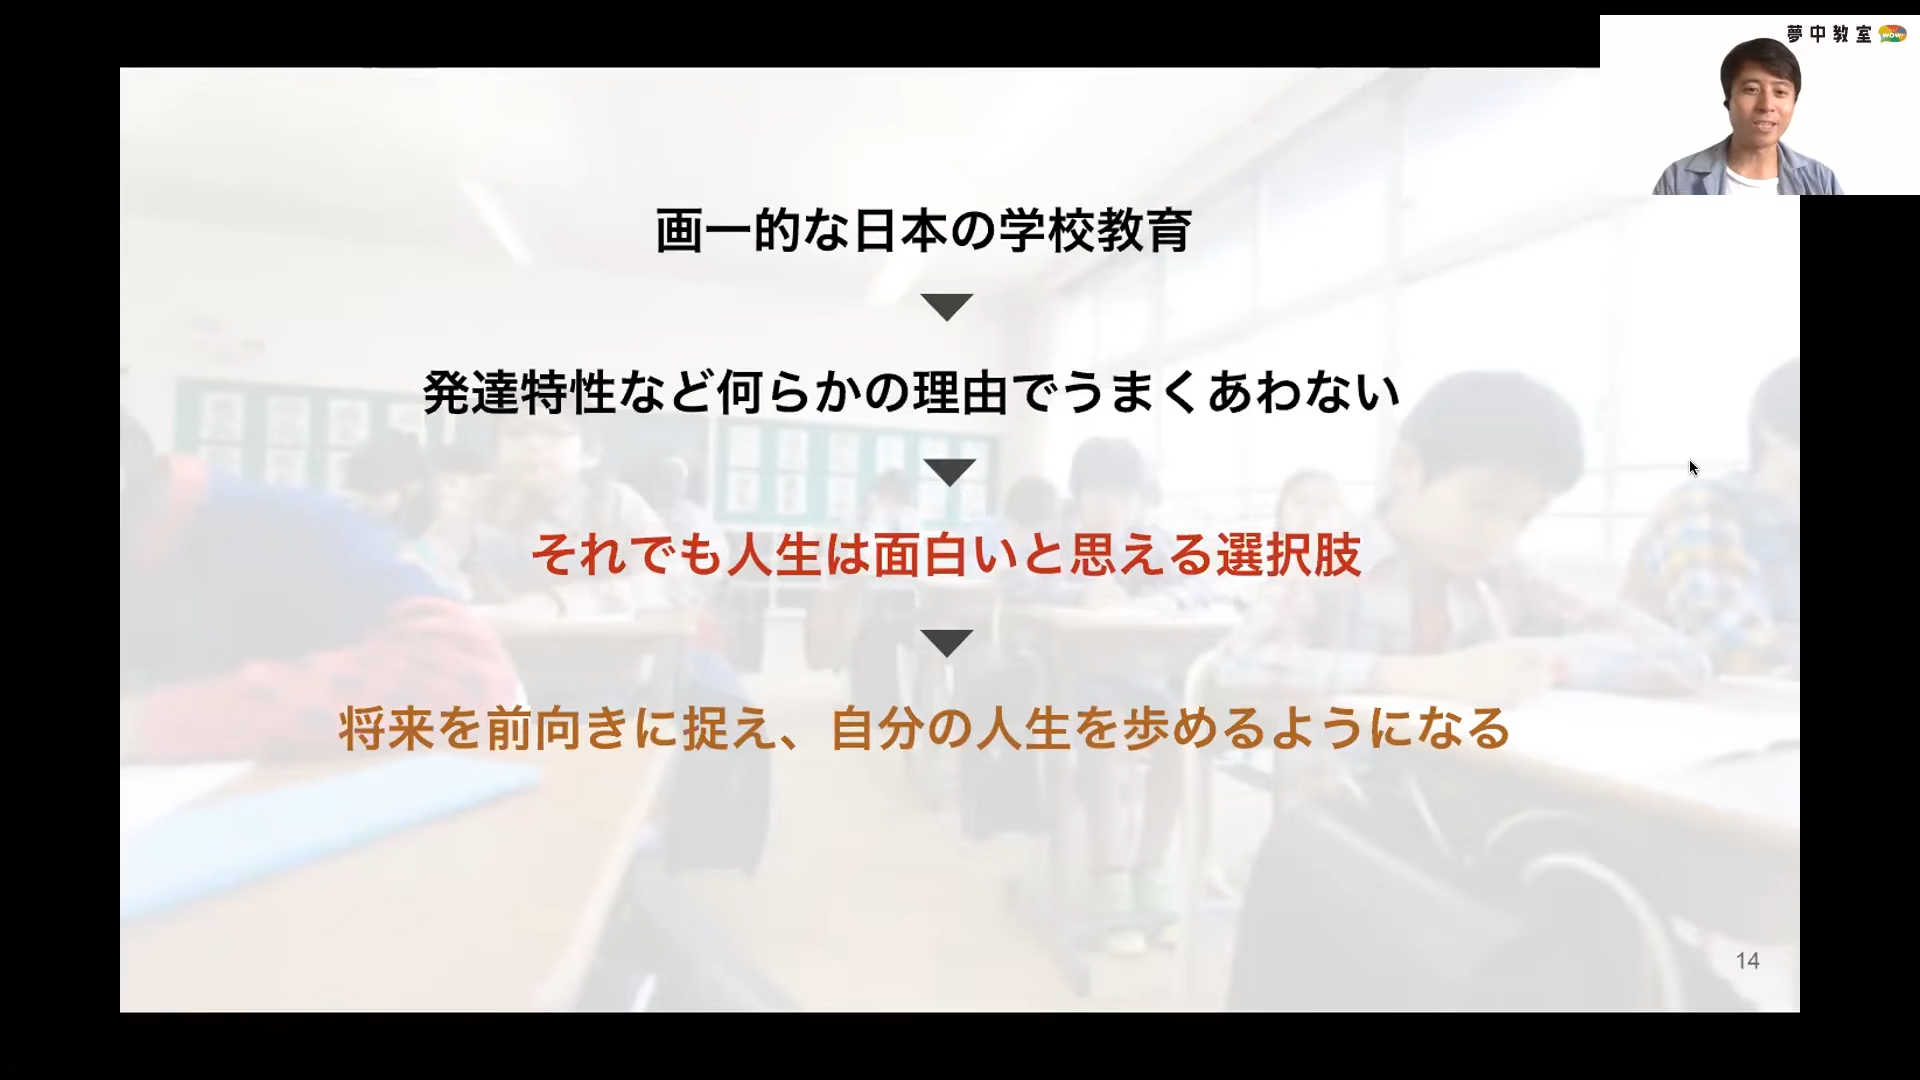 夢中教室 WOW!
画一的な日本の学校教育
発達特性など何らかの理由でうまくあわない
それでも人生は面白いと思える選択肢
将来を前向きに捉え、自分の人生を歩めるようになる
14